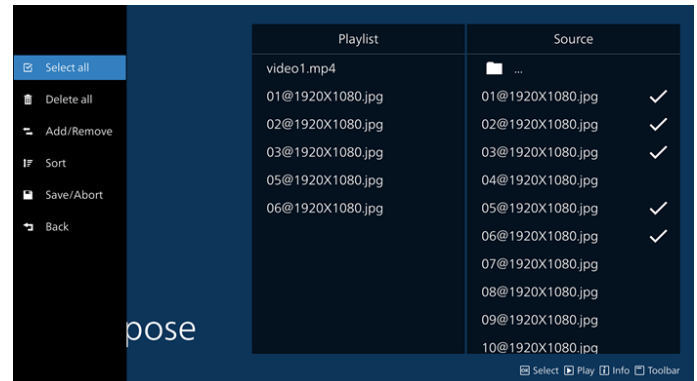 Select all
Delete all
Add/Remove
Sort
Save/Abort
Back
pose
Playlist
video1.mp4
01@1920X1080.jpg
02@1920X1080.jpg
03@1920X1080.jpg
05@1920X1080.jpg
06@1920X1080.jpg
Source
...
01@1920X1080.jpg
02@1920X1080.jpg
03@1920X1080.jpg
04@1920X1080.jpg
05@1920X1080.jpg
06@1920X1080.jpg
07@1920X1080.jpg
08@1920X1080.jpg
09@1920X1080.jpg
10@1920X1080.jpg
OK Select Play i Info Toolbar